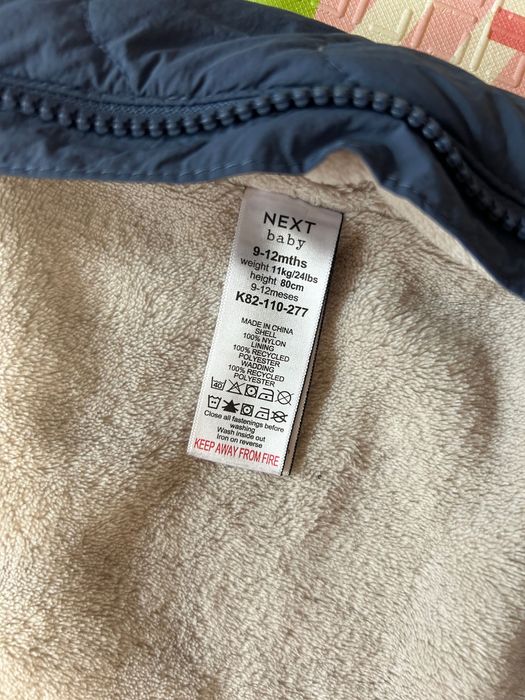 NEXT
baby
9-12mths
weight 11kg/24lbs
height 80cm
9-12meses
K82-110-277
MADE IN CHINA
SHELL
100% NYLON
LINING
100% RECYCLED
POLYESTER
WADDING
100% RECYCLED
POLYESTER
40
Close all fastenings before
washing
Wash inside out
Iron on reverse
KEEP AWAY FROM FIRE